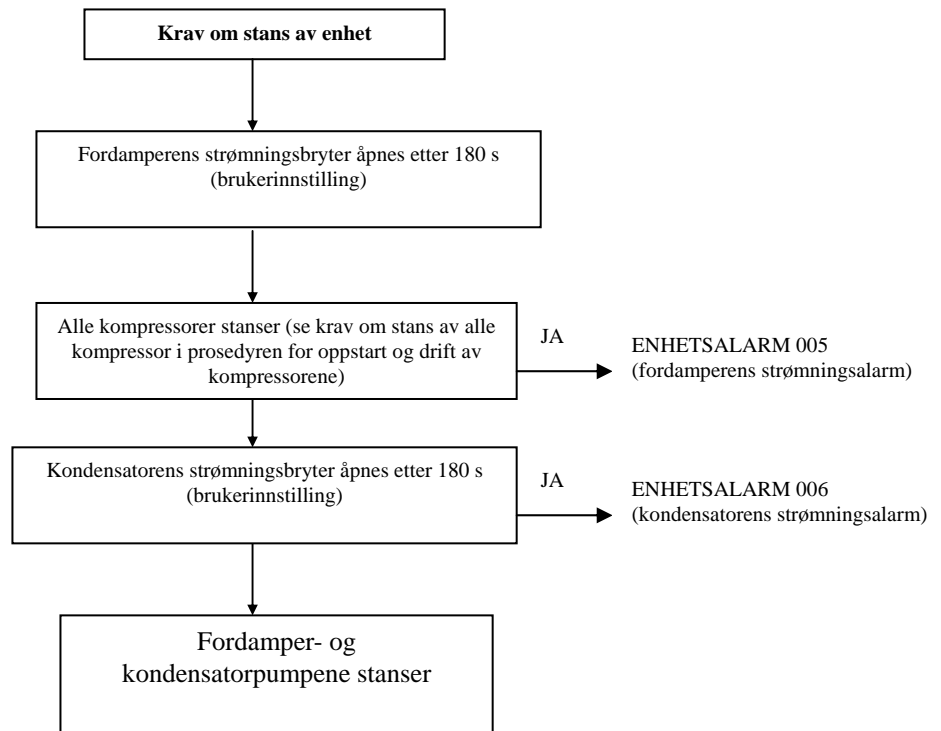 Krav om stans av enhet
Fordamperens strømningsbryter åpnes etter 180 s
(brukerinnstilling)
Alle kompressorer stanser (se krav om stans av alle
kompressor i prosedyren for oppstart og drift av
kompressorene)
JA
ENHETSALARM 005
(fordamperens strømningsalarm)
Kondensatorens strømningsbryter åpnes etter 180 s
(brukerinnstilling)
JA
ENHETSALARM 006
(kondensatorens strømningsalarm)
Fordamper- og
kondensatorpumpene stanser